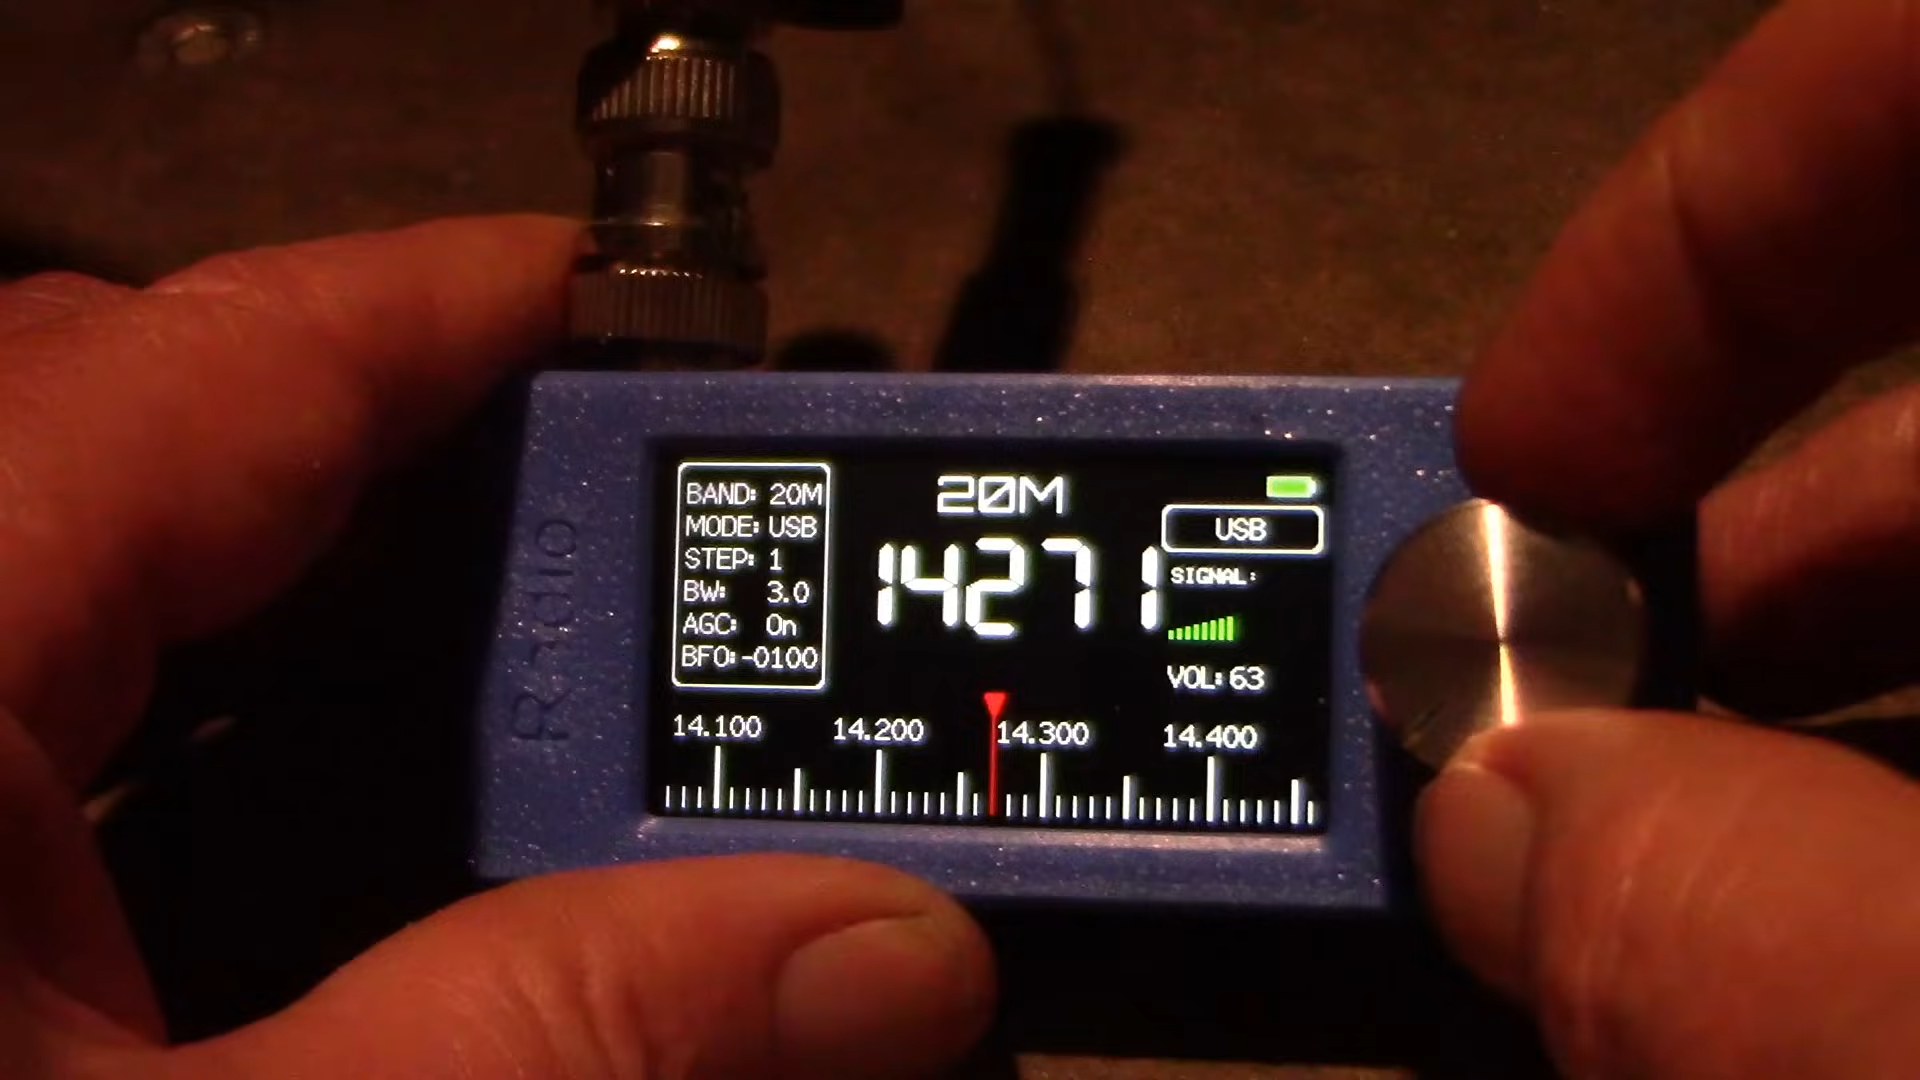 BAND: 20M
MODE: USB
STEP: 1
BW: 3.0
AGC: On
BFO:-0100
20M
14271
USB
SIGNAL:
VOL: 63
14.100 14.200 14.300 14.400